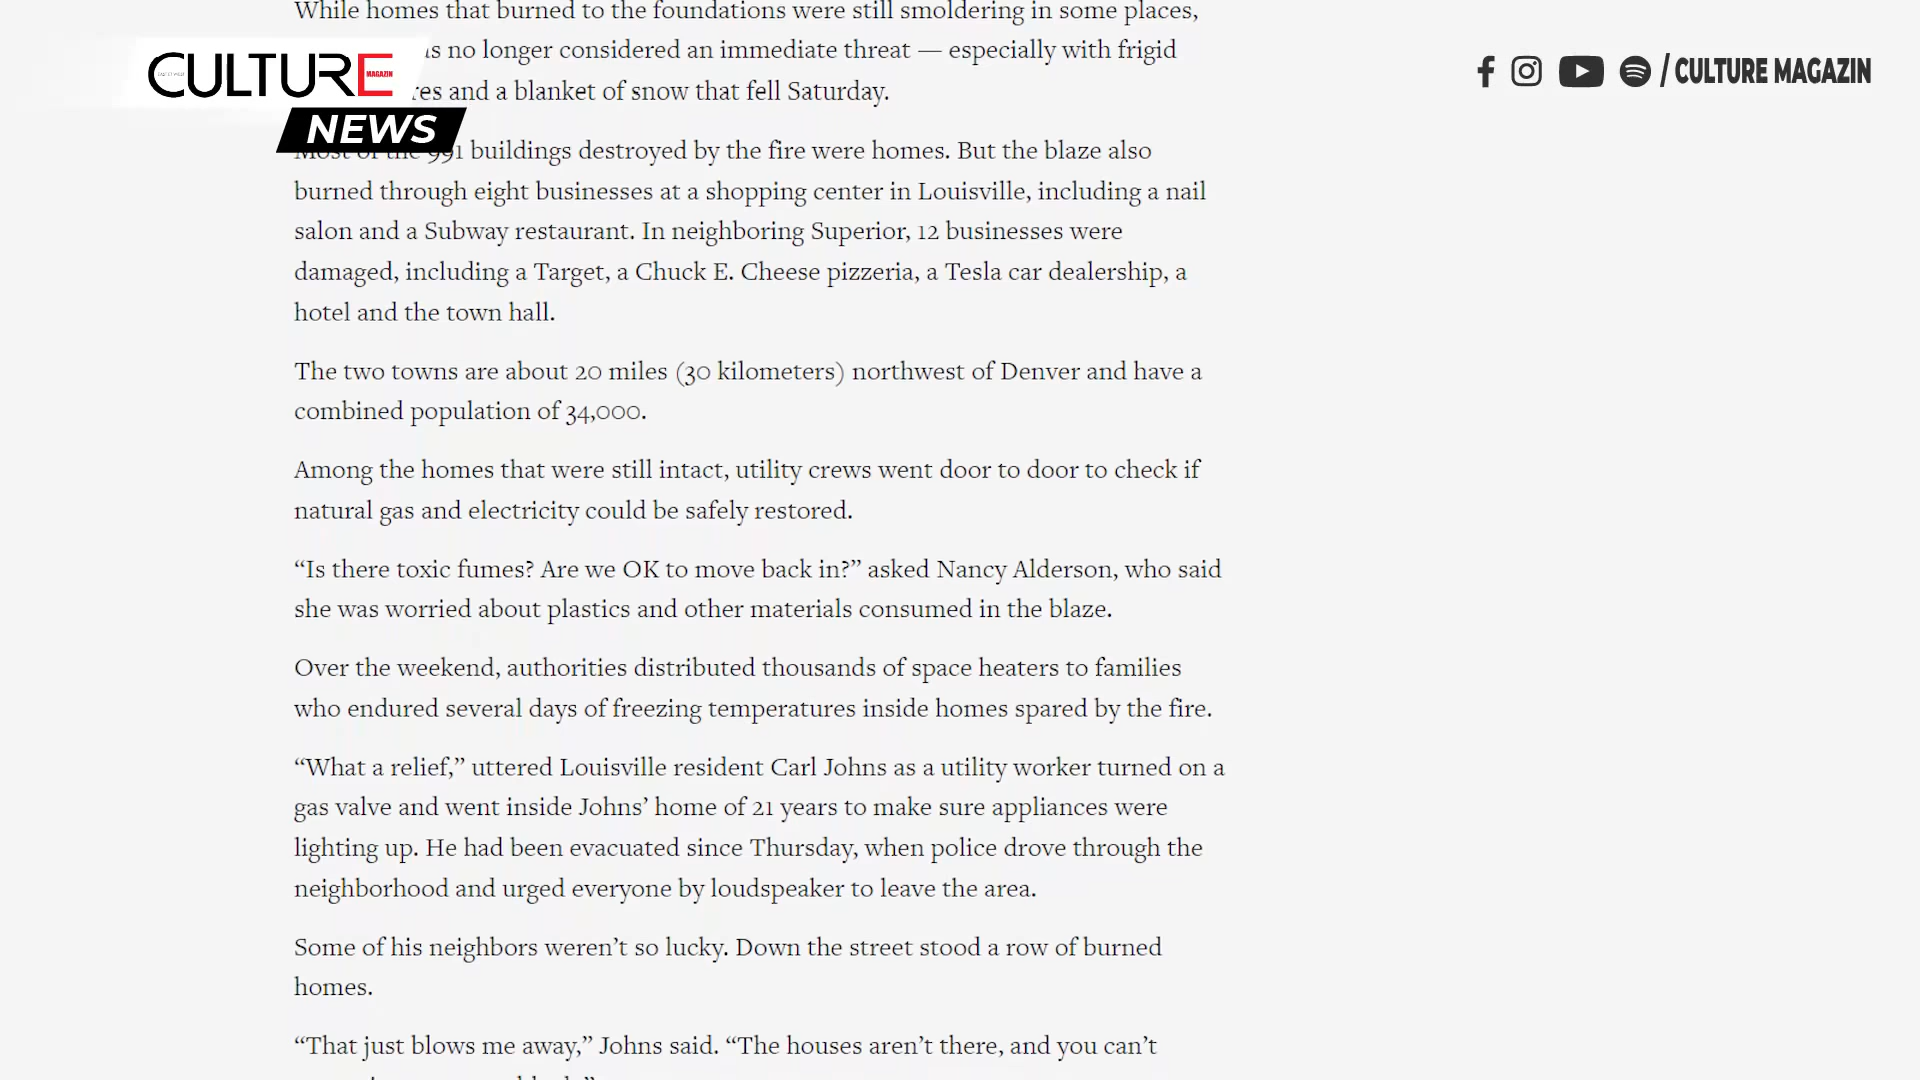 While homes that burned to the foundations were still smoldering in some places,
as no longer considered an immediate threat — especially with frigid
res and a blanket of snow that fell Saturday.
CULTURE
MAGAZIN
NEWS
/ CULTURE MAGAZIN
Most of the 991 buildings destroyed by the fire were homes. But the blaze also
burned through eight businesses at a shopping center in Louisville, including a nail
salon and a Subway restaurant. In neighboring Superior, 12 businesses were
damaged, including a Target, a Chuck E. Cheese pizzeria, a Tesla car dealership, a
hotel and the town hall.
The two towns are about 20 miles (30 kilometers) northwest of Denver and have a
combined population of 34,000.
Among the homes that were still intact, utility crews went door to door to check if
natural gas and electricity could be safely restored.
“Is there toxic fumes? Are we OK to move back in?” asked Nancy Alderson, who said
she was worried about plastics and other materials consumed in the blaze.
Over the weekend, authorities distributed thousands of space heaters to families
who endured several days of freezing temperatures inside homes spared by the fire.
“What a relief,” uttered Louisville resident Carl Johns as a utility worker turned on a
gas valve and went inside Johns’ home of 21 years to make sure appliances were
lighting up. He had been evacuated since Thursday, when police drove through the
neighborhood and urged everyone by loudspeaker to leave the area.
Some of his neighbors weren’t so lucky. Down the street stood a row of burned
homes.
“That just blows me away,” Johns said. “The houses aren’t there, and you can’t